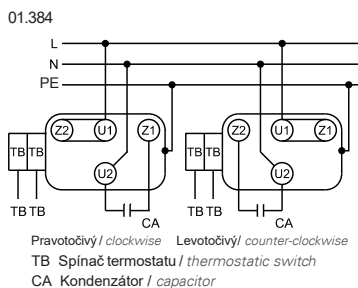 01.384
L
N
PE
Z2 U1 Z1 Z2 U1 Z1
TB TB TB TB
U2 U2
TB TB CA TB TB CA
Pravotočivý / clockwise Levotočivý / counter-clockwise
TB Spínač termostatu / thermostatic switch
CA Kondenzátor / capacitor